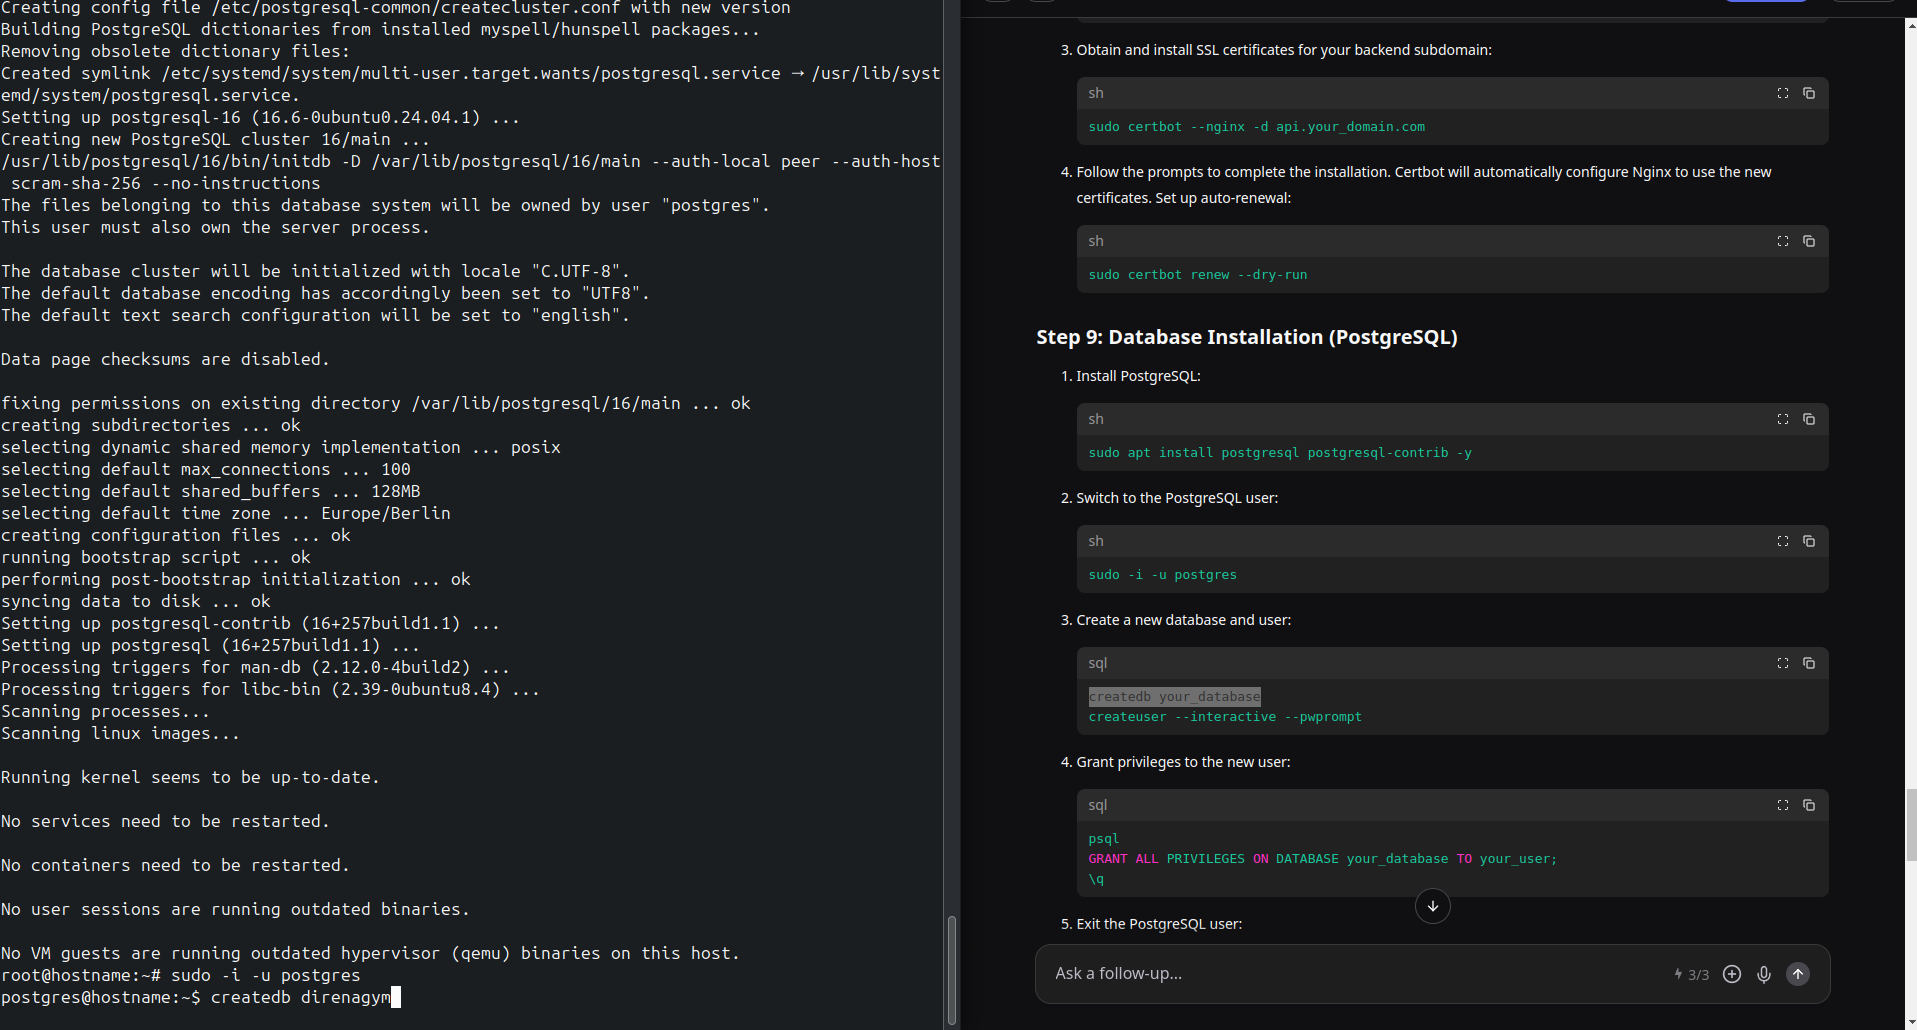 Creating config file /etc/postgresql-common/createcluster.conf with new version
Building PostgreSQL dictionaries from installed myspell/hunspell packages...
Removing obsolete dictionary files:
Created symlink /etc/systemd/system/multi-user.target.wants/postgresql.service → /usr/lib/syst
emd/system/postgresql.service.
Setting up postgresql-16 (16.6-0ubuntu0.24.04.1) ...
Creating new PostgreSQL cluster 16/main ...
/usr/lib/postgresql/16/bin/initdb -D /var/lib/postgresql/16/main --auth-local peer --auth-host
 scram-sha-256 --no-instructions
The files belonging to this database system will be owned by user "postgres".
This user must also own the server process.
The database cluster will be initialized with locale "C.UTF-8".
The default database encoding has accordingly been set to "UTF8".
The default text search configuration will be set to "english".
Data page checksums are disabled.
fixing permissions on existing directory /var/lib/postgresql/16/main ... ok
creating subdirectories ... ok
selecting dynamic shared memory implementation ... posix
selecting default max_connections ... 100
selecting default shared_buffers ... 128MB
selecting default time zone ... Europe/Berlin
creating configuration files ... ok
running bootstrap script ... ok
performing post-bootstrap initialization ... ok
syncing data to disk ... ok
Setting up postgresql-contrib (16+257build1.1) ...
Setting up postgresql (16+257build1.1) ...
Processing triggers for man-db (2.12.0-4build2) ...
Processing triggers for libc-bin (2.39-0ubuntu8.4) ...
Scanning processes...
Scanning linux images...
Running kernel seems to be up-to-date.
No services need to be restarted.
No containers need to be restarted.
No user sessions are running outdated binaries.
No VM guests are running outdated hypervisor (qemu) binaries on this host.
root@hostname:~# sudo -i -u postgres
postgres@hostname:~$ createdb direnagym
3. Obtain and install SSL certificates for your backend subdomain:
sh
sudo certbot --nginx -d api.your_domain.com
4. Follow the prompts to complete the installation. Certbot will automatically configure Nginx to use the new
certificates. Set up auto-renewal:
sh
sudo certbot renew --dry-run
Step 9: Database Installation (PostgreSQL)
1. Install PostgreSQL:
sh
sudo apt install postgresql postgresql-contrib -y
2. Switch to the PostgreSQL user:
sh
sudo -i -u postgres
3. Create a new database and user:
sql
createdb your_database
createuser --interactive --pwprompt
4. Grant privileges to the new user:
sql
psql
GRANT ALL PRIVILEGES ON DATABASE your_database TO your_user;
\q
5. Exit the PostgreSQL user:
Ask a follow-up...
3/3